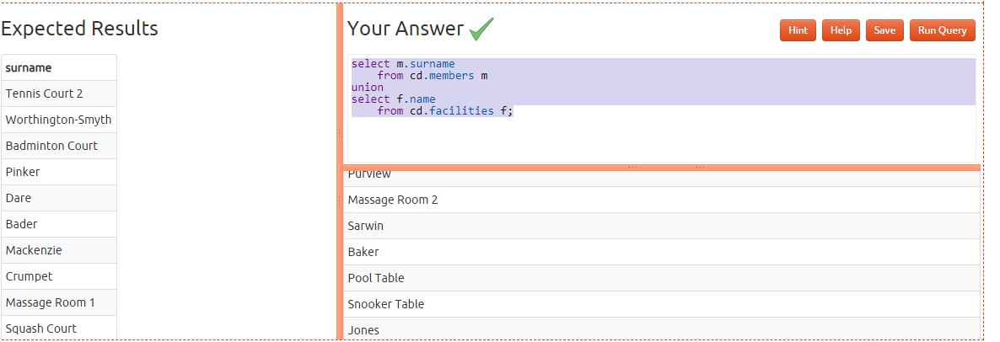 Expected Results
surname
Tennis Court 2
Worthington-Smyth
Badminton Court
Pinker
Dare
Bader
Mackenzie
Crumpet
Massage Room 1
Squash Court
Your Answer
Hint Help Save Run Query
select m.surname
    from cd.members m
union
select f.name
    from cd.facilities f;
Purview
Massage Room 2
Sarwin
Baker
Pool Table
Snooker Table
Jones